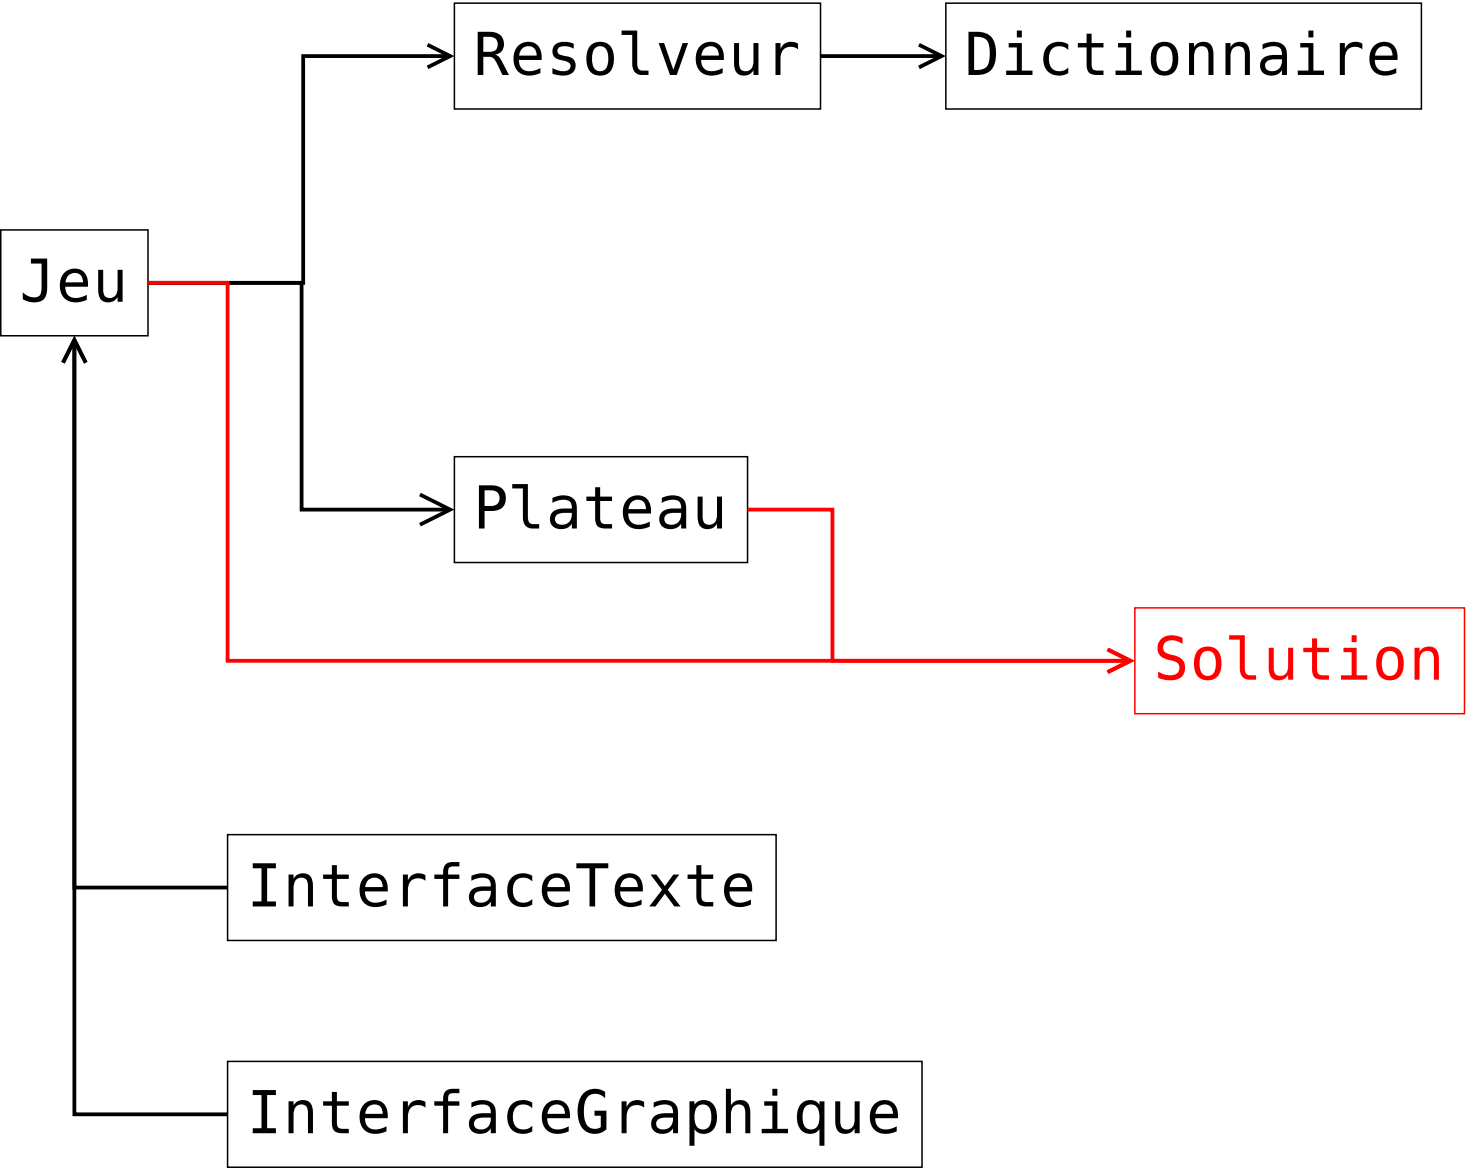 Resolveur
Dictionnaire
Jeu
Plateau
Solution
InterfaceTexte
InterfaceGraphique